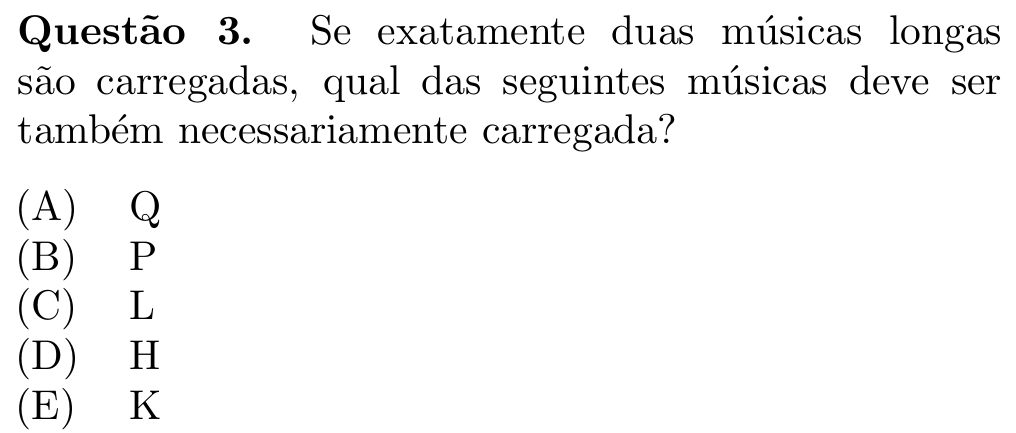 Questão 3. Se exatamente duas músicas longas
são carregadas, qual das seguintes músicas deve ser
também necessariamente carregada?
(A) Q
(B) P
(C) L
(D) H
(E) K